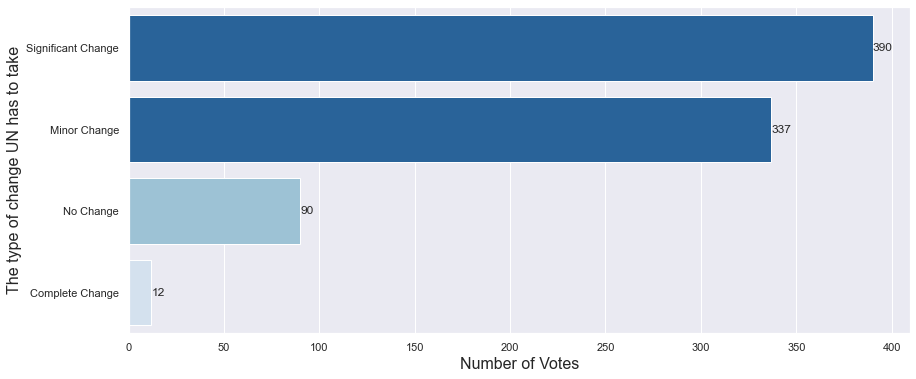 The type of change UN has to take
Significant Change
390
Minor Change
337
No Change
90
Complete Change
12
0 50 100 150 200 250 300 350 400
Number of Votes